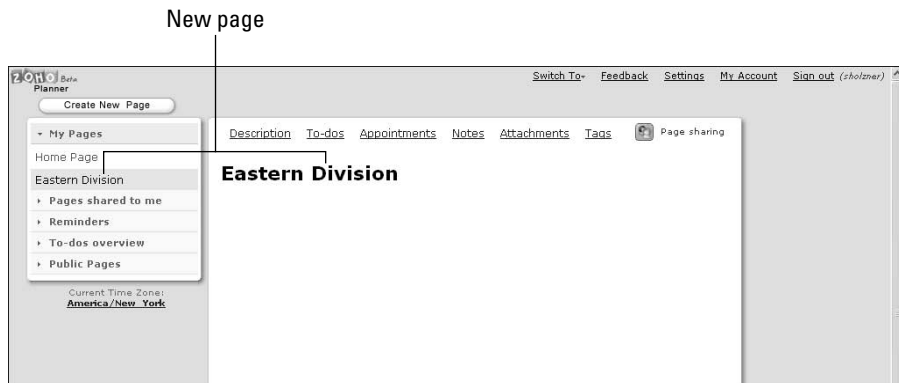 New page
ZOHO Beta
Planner
Switch To Feedback Settings My Account Sign out (sholzner)
Create New Page
My Pages
Home Page
Eastern Division
Pages shared to me
Reminders
To-dos overview
Public Pages
Current Time Zone:
America/New York
Description To-dos Appointments Notes Attachments Tags Page sharing
Eastern Division